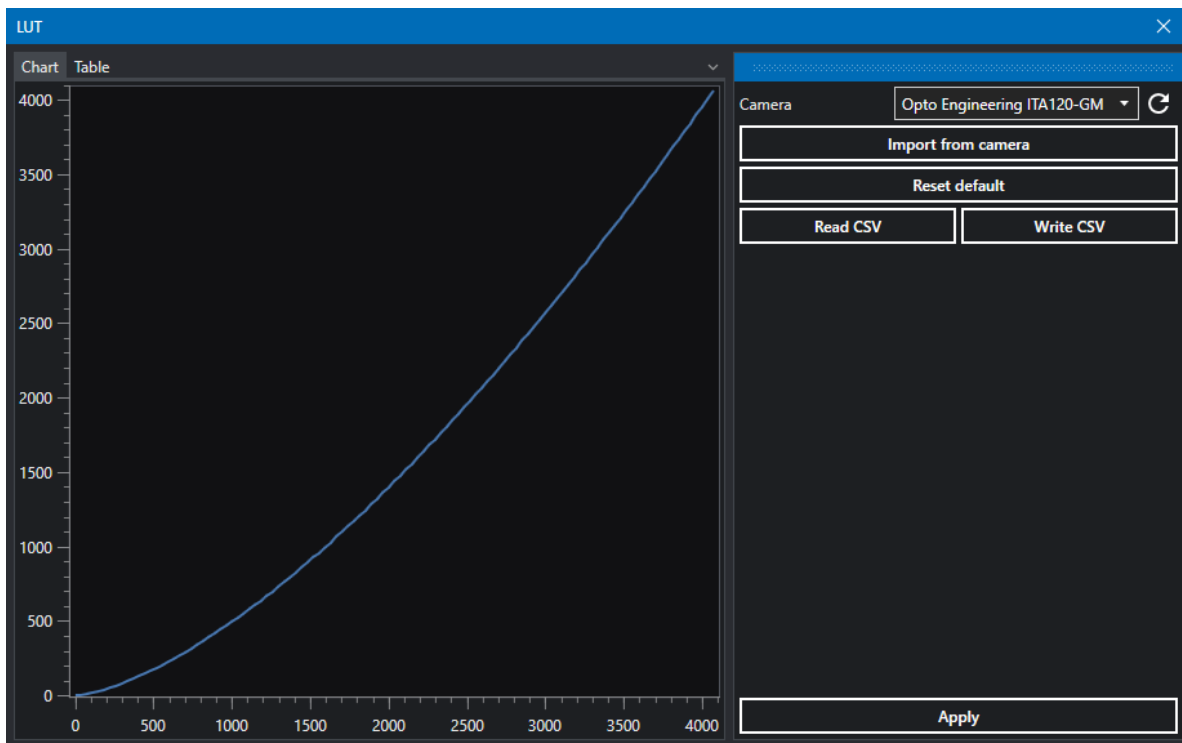 LUT
Chart Table
4000
3500
3000
2500
2000
1500
1000
500
0
0 500 1000 1500 2000 2500 3000 3500 4000
Camera Opto Engineering ITA120-GM
Import from camera
Reset default
Read CSV Write CSV
Apply